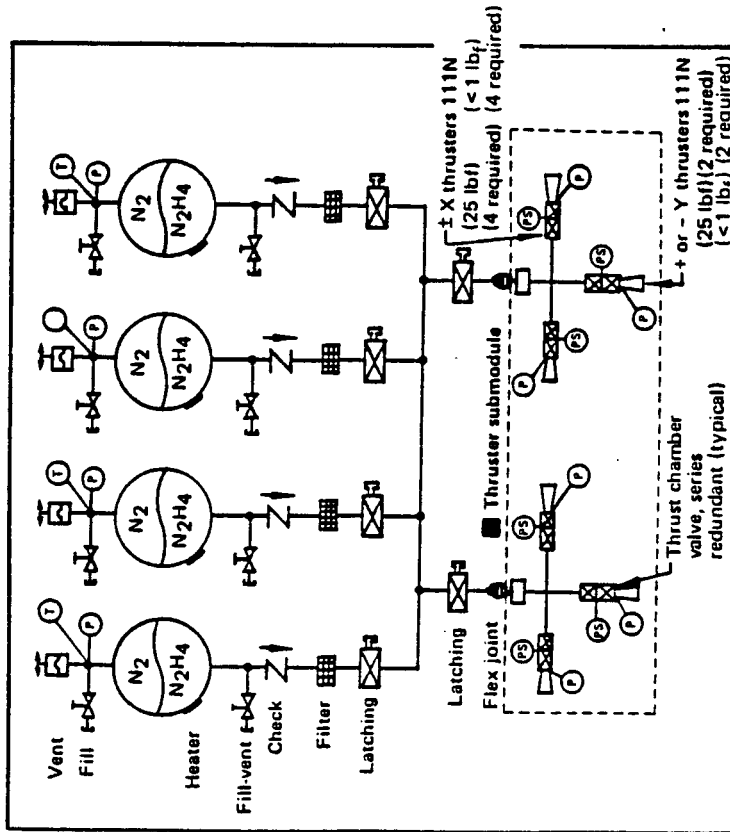 T
P
N2
N2H4
P
N2
N2H4
T
P
N2
N2H4
T
P
N2
N2H4
Vent
Fill
Heater
Fill-vent
Check
Filter
Latching
Latching
Flex joint
Thruster submodule
± X thrusters 111N
(25 lbf) (< 1 lbf)
(4 required) (4 required)
PS
P
PS
P
PS
P
PS
P
PS
P
PS
P
Thrust chamber
valve, series
redundant (typical)
+ or - Y thrusters 111N
(25 lbf) (2 required)
(<1 lbf) (2 required)